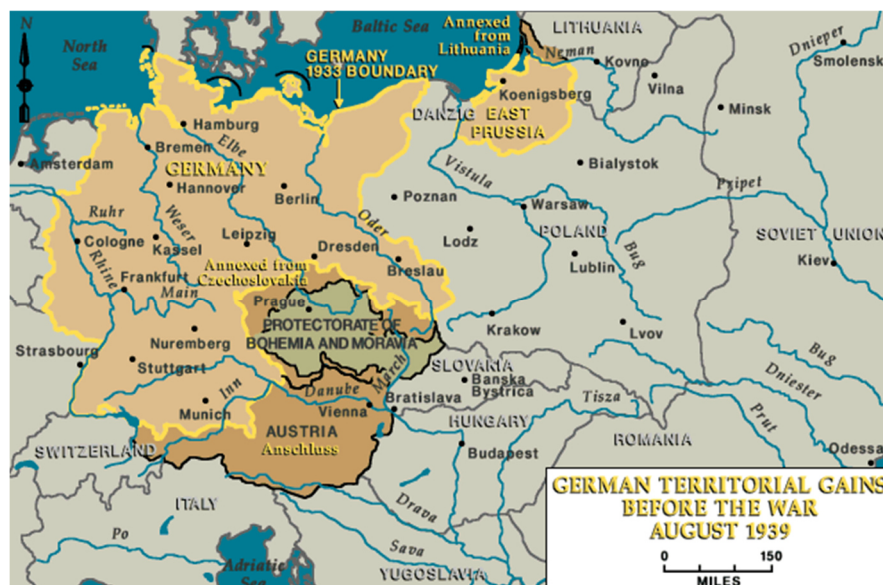 N
North
Sea
Baltic Sea
Annexed
from
Lithuania
LITHUANIA
Neman
Kovno
Vilna
Dnieper
Smolensk
GERMANY
1933 BOUNDARY
Koenigsberg
DANZIG
EAST
PRUSSIA
Minsk
Hamburg
Bremen
Elbe
Amsterdam
GERMANY
Hannover
Berlin
Vistula
Bialystok
Poznan
Warsaw
Pripet
Ruhr
Weser
Oder
Lodz
POLAND
Bug
SOVIET UNION
Cologne
Kassel
Leipzig
Dresden
Lublin
Kiev
Rhine
Frankfurt
Main
Annexed from
Czechoslovakia
Breslau
Prague
PROTECTORATE OF
BOHEMIA AND MORAVIA
Krakow
Lvov
Nuremberg
Strasbourg
Stuttgart
March
SLOVAKIA
Banska
Bystrica
Bug
Dniester
Inn
Danube
Munich
Vienna
Bratislava
Tisza
Prut
AUSTRIA
Anschluss
HUNGARY
Budapest
ROMANIA
Odessa
SWITZERLAND
ITALY
Drava
Po
Sava
Adriatic
Sea
YUGOSLAVIA
GERMAN TERRITORIAL GAINS
BEFORE THE WAR
AUGUST 1939
0 150
MILES